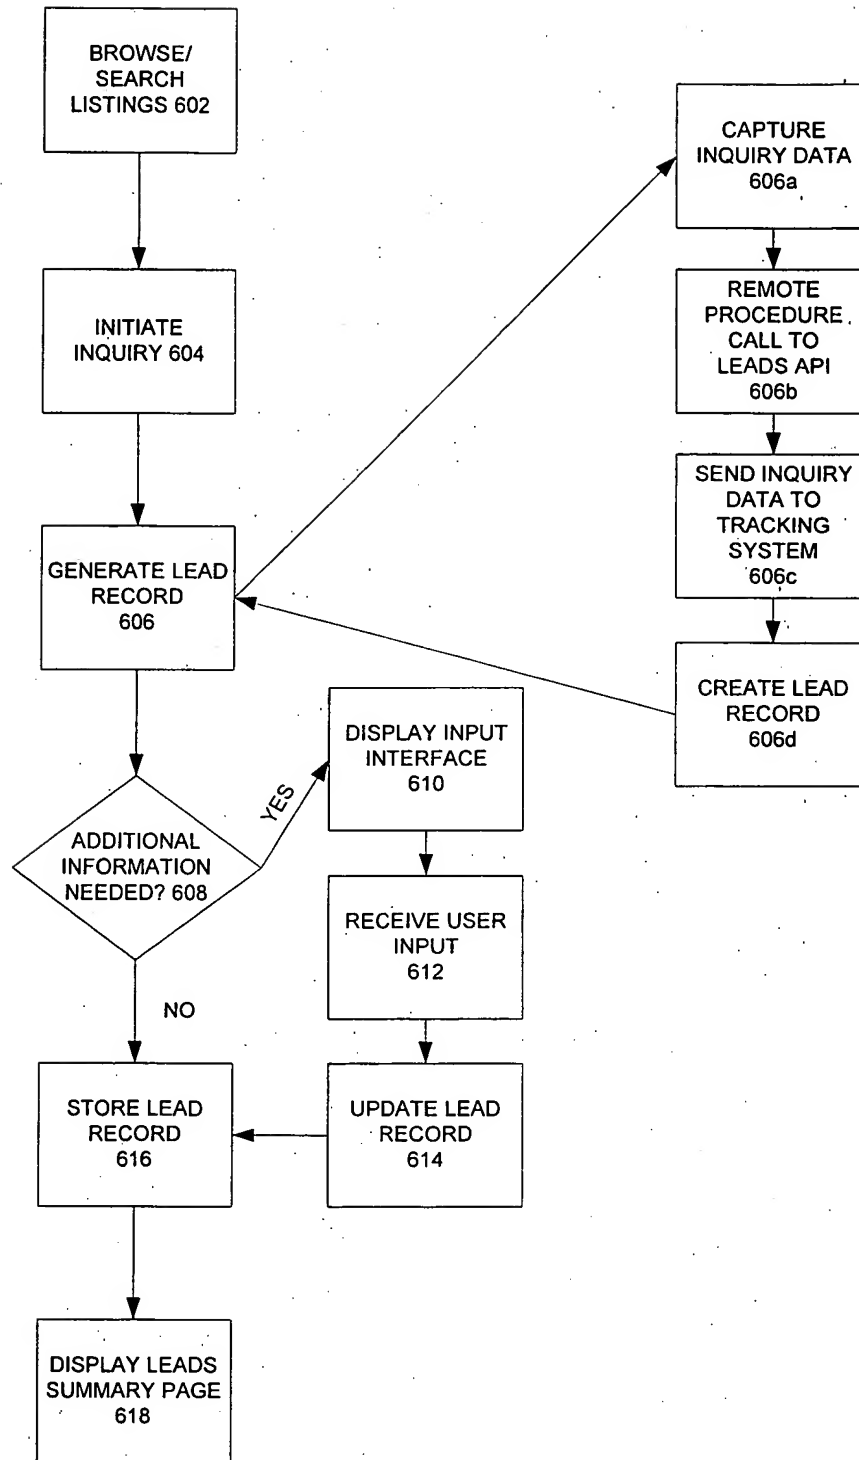 BROWSE/
SEARCH
LISTINGS 602
INITIATE
INQUIRY 604
GENERATE LEAD
RECORD
606
CAPTURE
INQUIRY DATA
606a
REMOTE
PROCEDURE
CALL TO
LEADS API
606b
SEND INQUIRY
DATA TO
TRACKING
SYSTEM
606c
CREATE LEAD
RECORD
606d
ADDITIONAL
INFORMATION
NEEDED? 608
YES
NO
DISPLAY INPUT
INTERFACE
610
RECEIVE USER
INPUT
612
UPDATE LEAD
RECORD
614
STORE LEAD
RECORD
616
DISPLAY LEADS
SUMMARY PAGE
618